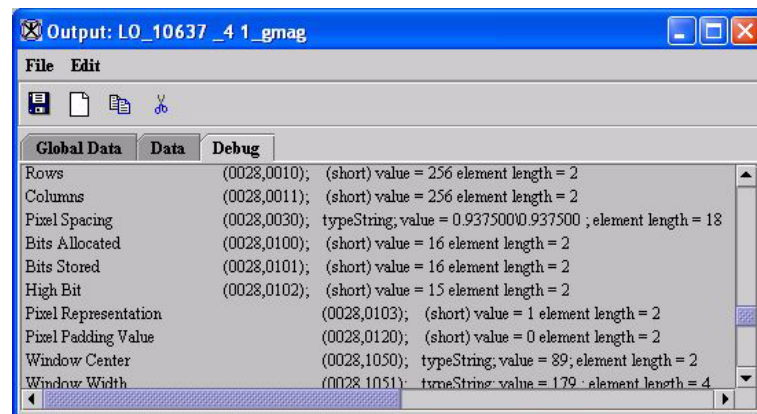 Output: LO_10637 _4 1_gmag
File Edit
Global Data Data Debug
Rows (0028,0010); (short) value = 256 element length = 2
Columns (0028,0011); (short) value = 256 element length = 2
Pixel Spacing (0028,0030); typeString; value = 0.937500\0.937500 ; element length = 18
Bits Allocated (0028,0100); (short) value = 16 element length = 2
Bits Stored (0028,0101); (short) value = 16 element length = 2
High Bit (0028,0102); (short) value = 15 element length = 2
Pixel Representation (0028,0103); (short) value = 1 element length = 2
Pixel Padding Value (0028,0120); (short) value = 0 element length = 2
Window Center (0028,1050); typeString; value = 89; element length = 2
Window Width (0028,1051); typeString; value = 179 ; element length = 4